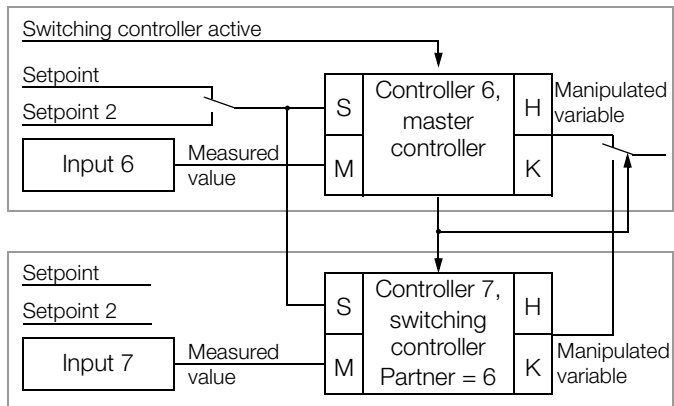 Switching controller active
Setpoint
Setpoint 2
Input 6
Measured
value
S
M
Controller 6,
master
controller
H
K
Manipulated
variable
Setpoint
Setpoint 2
Input 7
Measured
value
S
M
Controller 7,
switching
controller
Partner = 6
H
K
Manipulated
variable